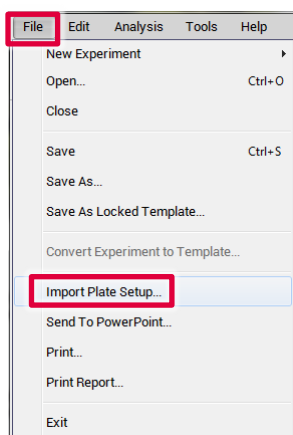 File Edit Analysis Tools Help
New Experiment
Open... Ctrl+O
Close
Save Ctrl+S
Save As...
Save As Locked Template...
Convert Experiment to Template...
Import Plate Setup...
Send To PowerPoint...
Print...
Print Report...
Exit